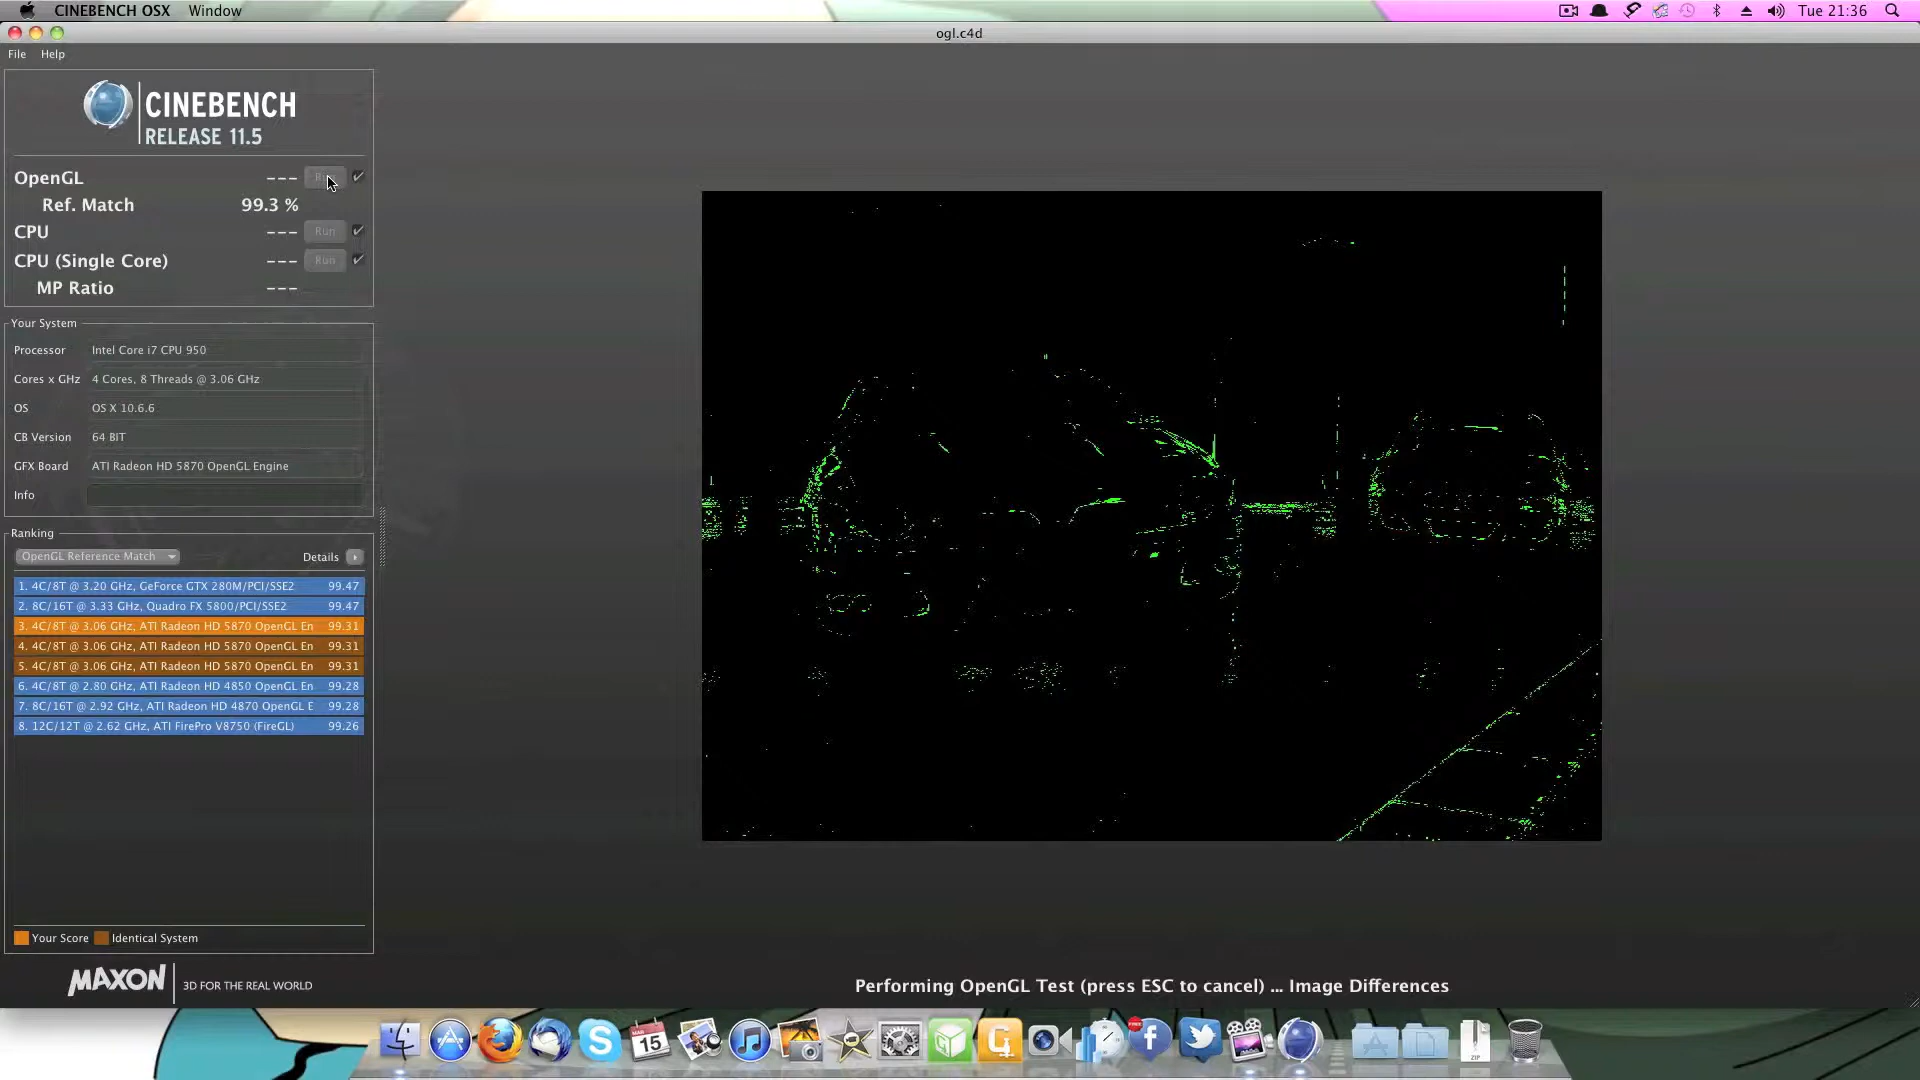 CINEBENCH OSX Window Tue 21:36
ogl.c4d
File Help
CINEBENCH
RELEASE 11.5
OpenGL --- Run
Ref. Match 99.3 %
CPU --- Run
CPU (Single Core) --- Run
MP Ratio ---
Your System
Processor Intel Core i7 CPU 950
Cores x GHz 4 Cores, 8 Threads @ 3.06 GHz
OS OS X 10.6.6
CB Version 64 BIT
GFX Board ATI Radeon HD 5870 OpenGL Engine
Info
Ranking
OpenGL Reference Match Details
1. 4C/8T @ 3.20 GHz, GeForce GTX 280M/PCI/SSE2 99.47
2. 8C/16T @ 3.33 GHz, Quadro FX 5800/PCI/SSE2 99.47
3. 4C/8T @ 3.06 GHz, ATI Radeon HD 5870 OpenGL En 99.31
4. 4C/8T @ 3.06 GHz, ATI Radeon HD 5870 OpenGL En 99.31
5. 4C/8T @ 3.06 GHz, ATI Radeon HD 5870 OpenGL En 99.31
6. 4C/8T @ 2.80 GHz, ATI Radeon HD 4850 OpenGL En 99.28
7. 8C/16T @ 2.92 GHz, ATI Radeon HD 4870 OpenGL E 99.28
8. 12C/12T @ 2.62 GHz, ATI FirePro V8750 (FireGL) 99.26
Your Score Identical System
MAXON 3D FOR THE REAL WORLD
Performing OpenGL Test (press ESC to cancel) ... Image Differences
MAR
15
FREE
ZIP